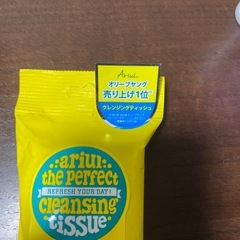 Ariul
オリーブヤング
売り上げ1位
クレンジングティッシュ
ariul
the perfect
REFRESH YOUR DAY!
cleansing
tissue